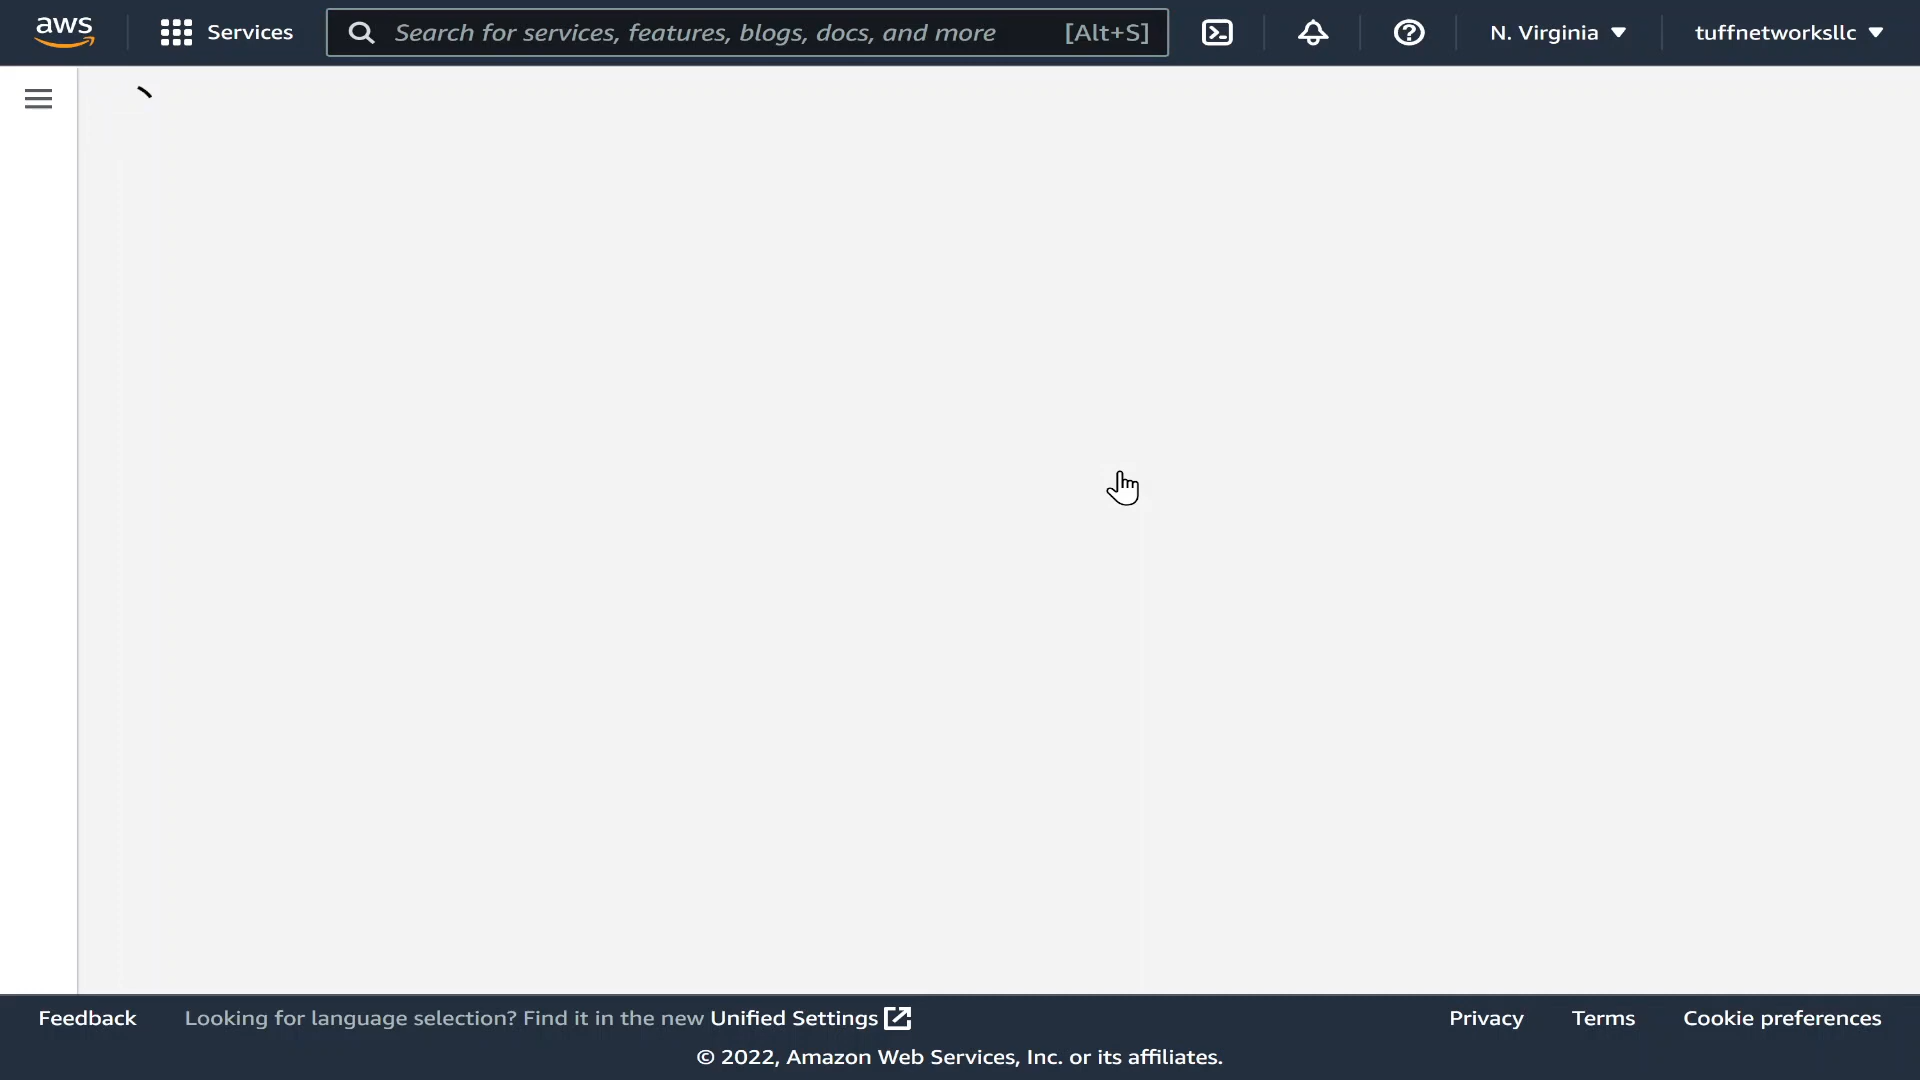 aws
Services
Search for services, features, blogs, docs, and more [Alt+S]
N. Virginia
tuffnetworksllc
Feedback
Looking for language selection? Find it in the new Unified Settings
Privacy
Terms
Cookie preferences
© 2022, Amazon Web Services, Inc. or its affiliates.